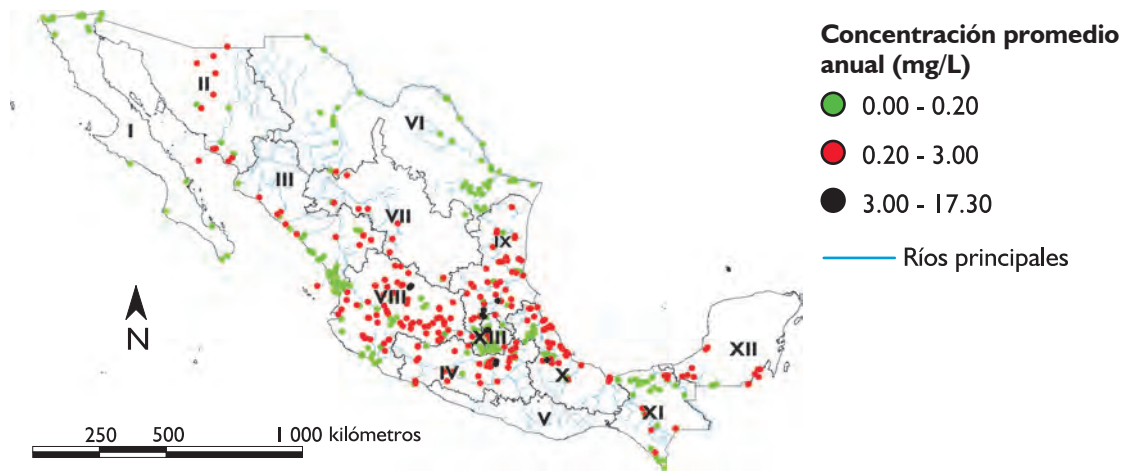 Concentración promedio
anual (mg/L)
0.00 - 0.20
0.20 - 3.00
3.00 - 17.30
Ríos principales
I
II
III
VI
VII
IX
VIII
XIII
IV
X
V
XI
XII
N
250 500 1 000 kilómetros